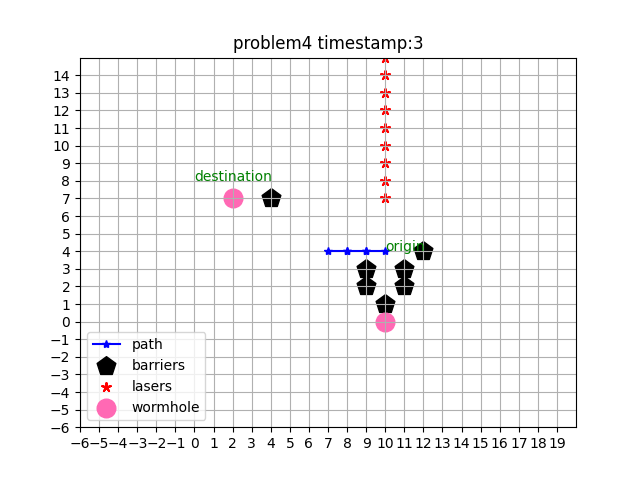 problem4 timestamp:3
14
13
12
11
10
9
8
7
6
5
4
3
2
1
0
−1
−2
−3
−4
−5
−6
destination
origin
path
barriers
lasers
wormhole
−6 −5 −4 −3 −2 −1 0 1 2 3 4 5 6 7 8 9 10 11 12 13 14 15 16 17 18 19